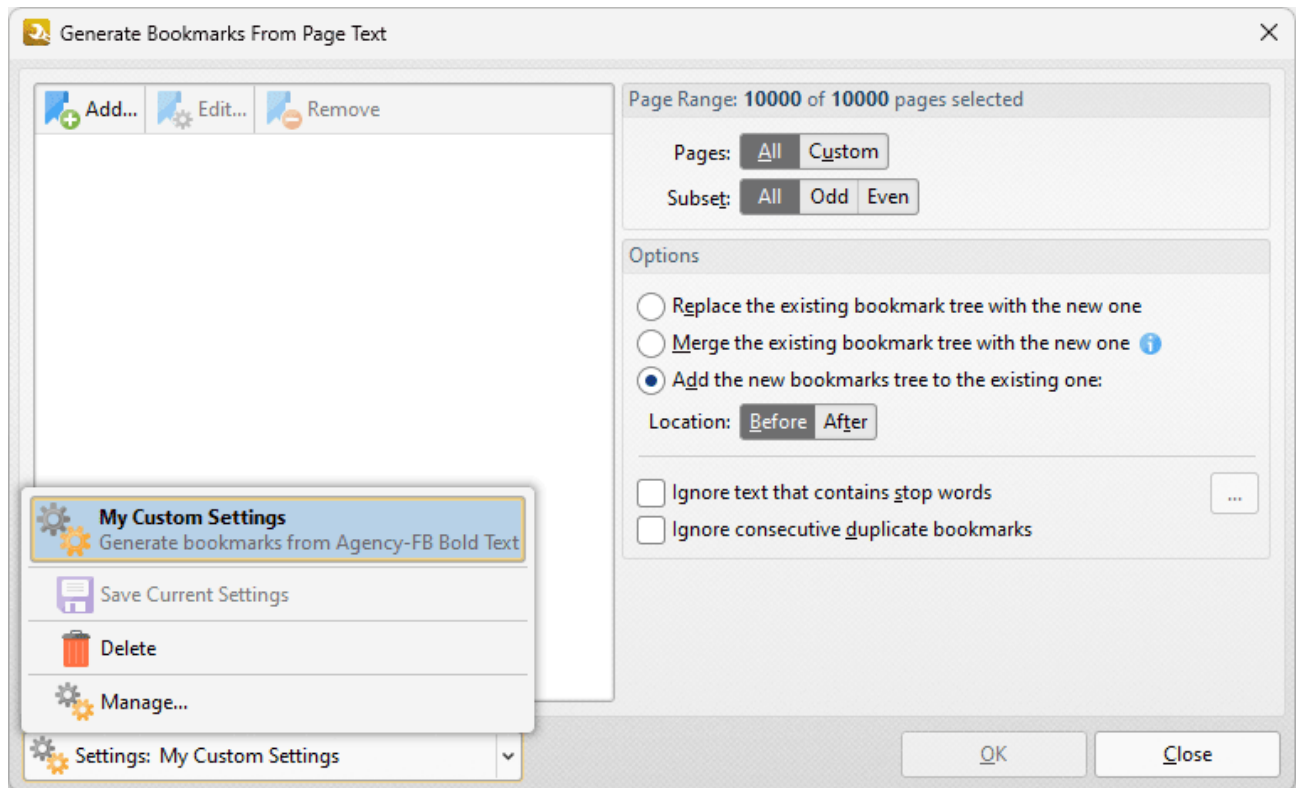 Generate Bookmarks From Page Text
Add... Edit... Remove
Page Range: 10000 of 10000 pages selected
Pages: All Custom
Subset: All Odd Even
Options
Replace the existing bookmark tree with the new one
Merge the existing bookmark tree with the new one
Add the new bookmarks tree to the existing one:
Location: Before After
Ignore text that contains stop words ...
Ignore consecutive duplicate bookmarks
My Custom Settings
Generate bookmarks from Agency-FB Bold Text
Save Current Settings
Delete
Manage...
Settings: My Custom Settings
OK Close